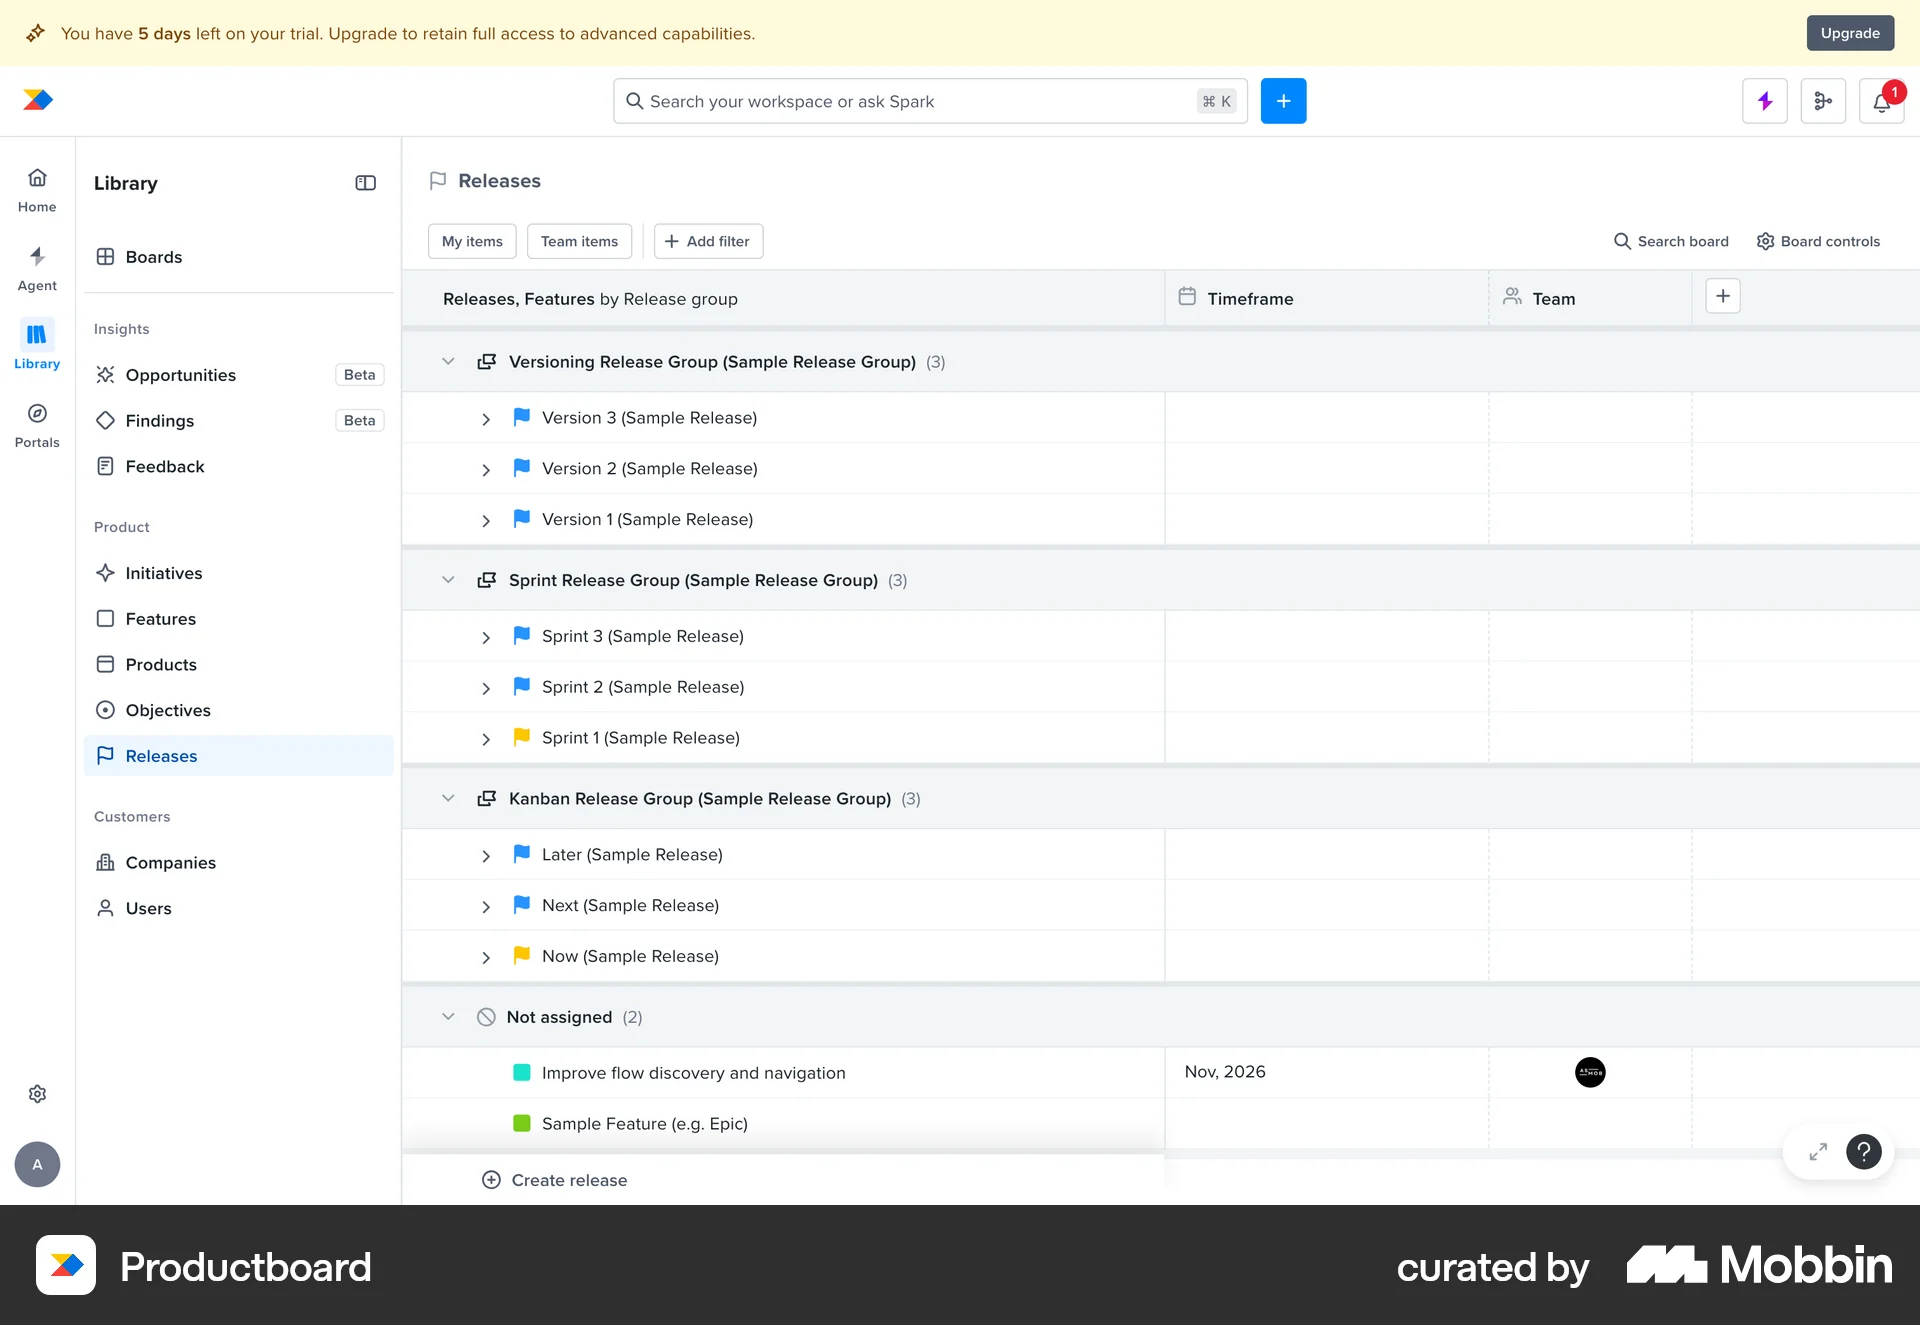 You have 5 days left on your trial. Upgrade to retain full access to advanced capabilities.
Upgrade
Search your workspace or ask Spark
⌘ K
1
Home
Agent
Library
Portals
A
Library
Boards
Insights
Opportunities
Beta
Findings
Beta
Feedback
Product
Initiatives
Features
Products
Objectives
Releases
Customers
Companies
Users
Releases
My items
Team items
Add filter
Search board
Board controls
Releases, Features by Release group
Timeframe
Team
Versioning Release Group (Sample Release Group) (3)
Version 3 (Sample Release)
Version 2 (Sample Release)
Version 1 (Sample Release)
Sprint Release Group (Sample Release Group) (3)
Sprint 3 (Sample Release)
Sprint 2 (Sample Release)
Sprint 1 (Sample Release)
Kanban Release Group (Sample Release Group) (3)
Later (Sample Release)
Next (Sample Release)
Now (Sample Release)
Not assigned (2)
Improve flow discovery and navigation
Nov, 2026
Sample Feature (e.g. Epic)
Create release
?
Productboard
curated by
Mobbin